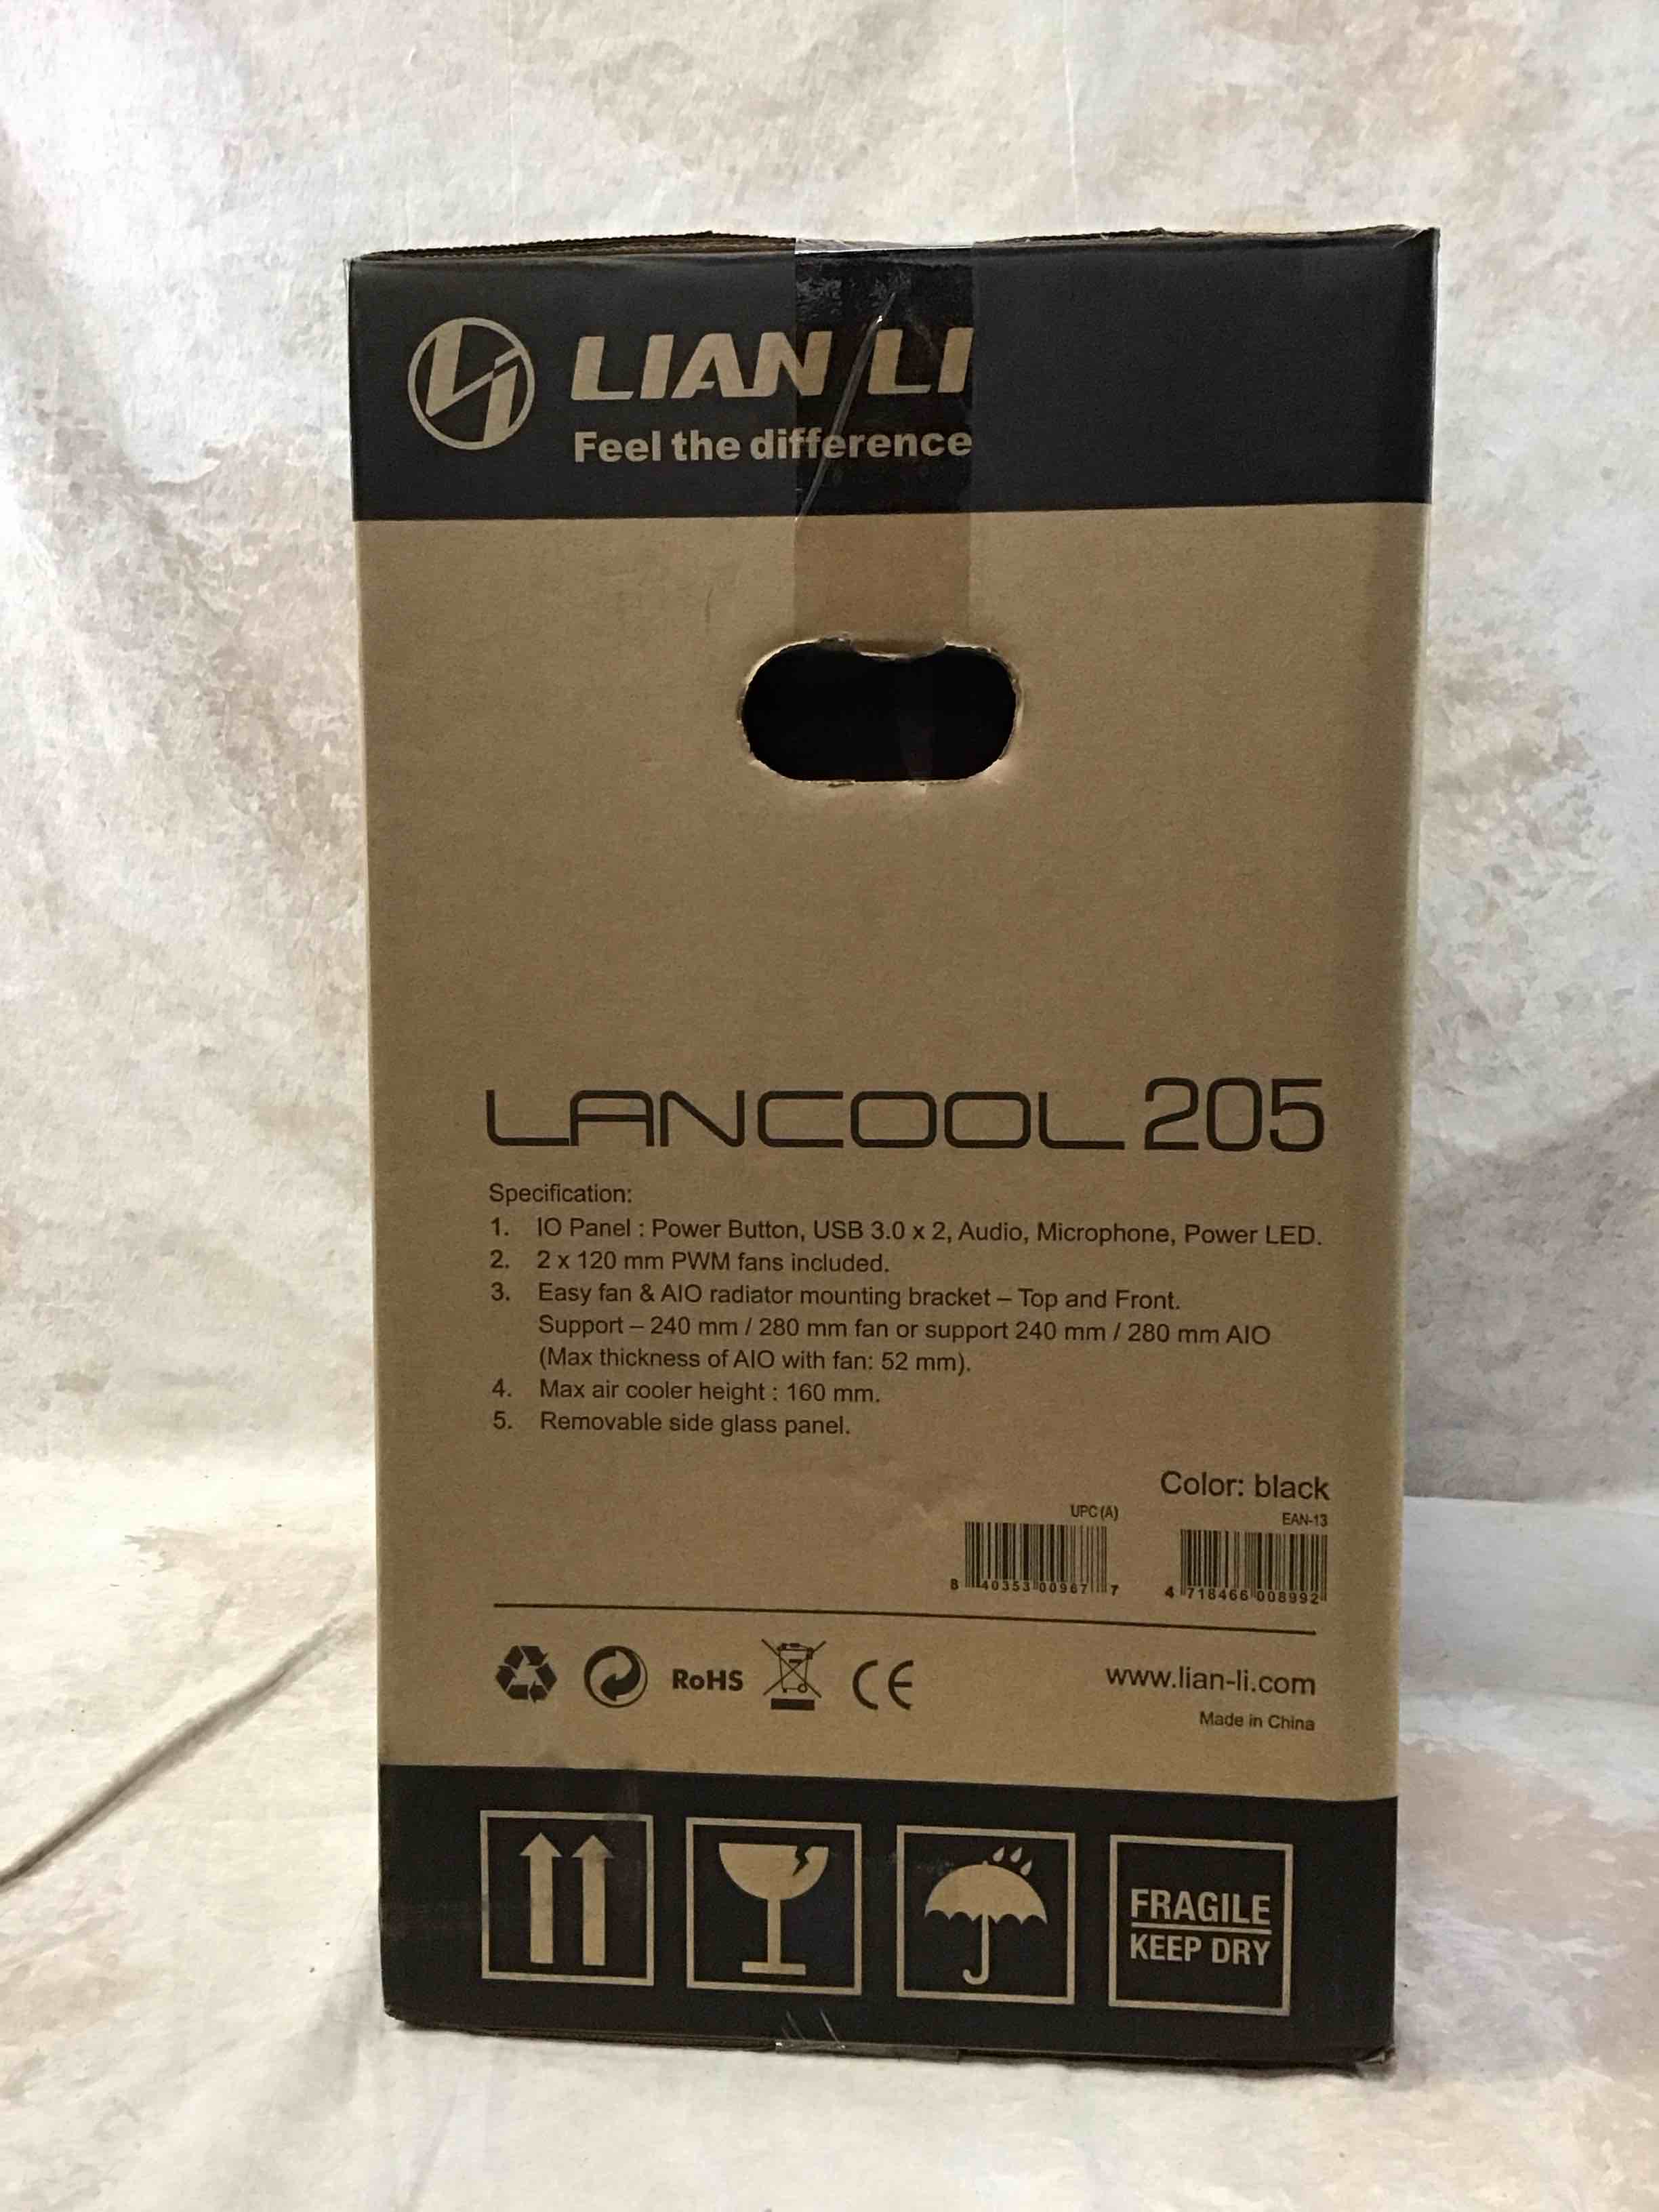 LIAN LI
Feel the difference
LANCOOL 205
Specification:
1. IO Panel : Power Button, USB 3.0 x 2, Audio, Microphone, Power LED.
2. 2 x 120 mm PWM fans included.
3. Easy fan & AIO radiator mounting bracket – Top and Front.
Support – 240 mm / 280 mm fan or support 240 mm / 280 mm AIO
(Max thickness of AIO with fan: 52 mm).
4. Max air cooler height : 160 mm.
5. Removable side glass panel.
Color: black
UPC (A)
EAN-13
8 40353 00967 7
4 718466 008992
RoHS
CE
www.lian-li.com
Made in China
FRAGILE
KEEP DRY